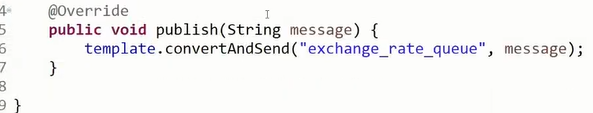 4 @Override
5 public void publish(String message) {
6 template.convertAndSend("exchange_rate_queue", message);
7 }
8
9 }